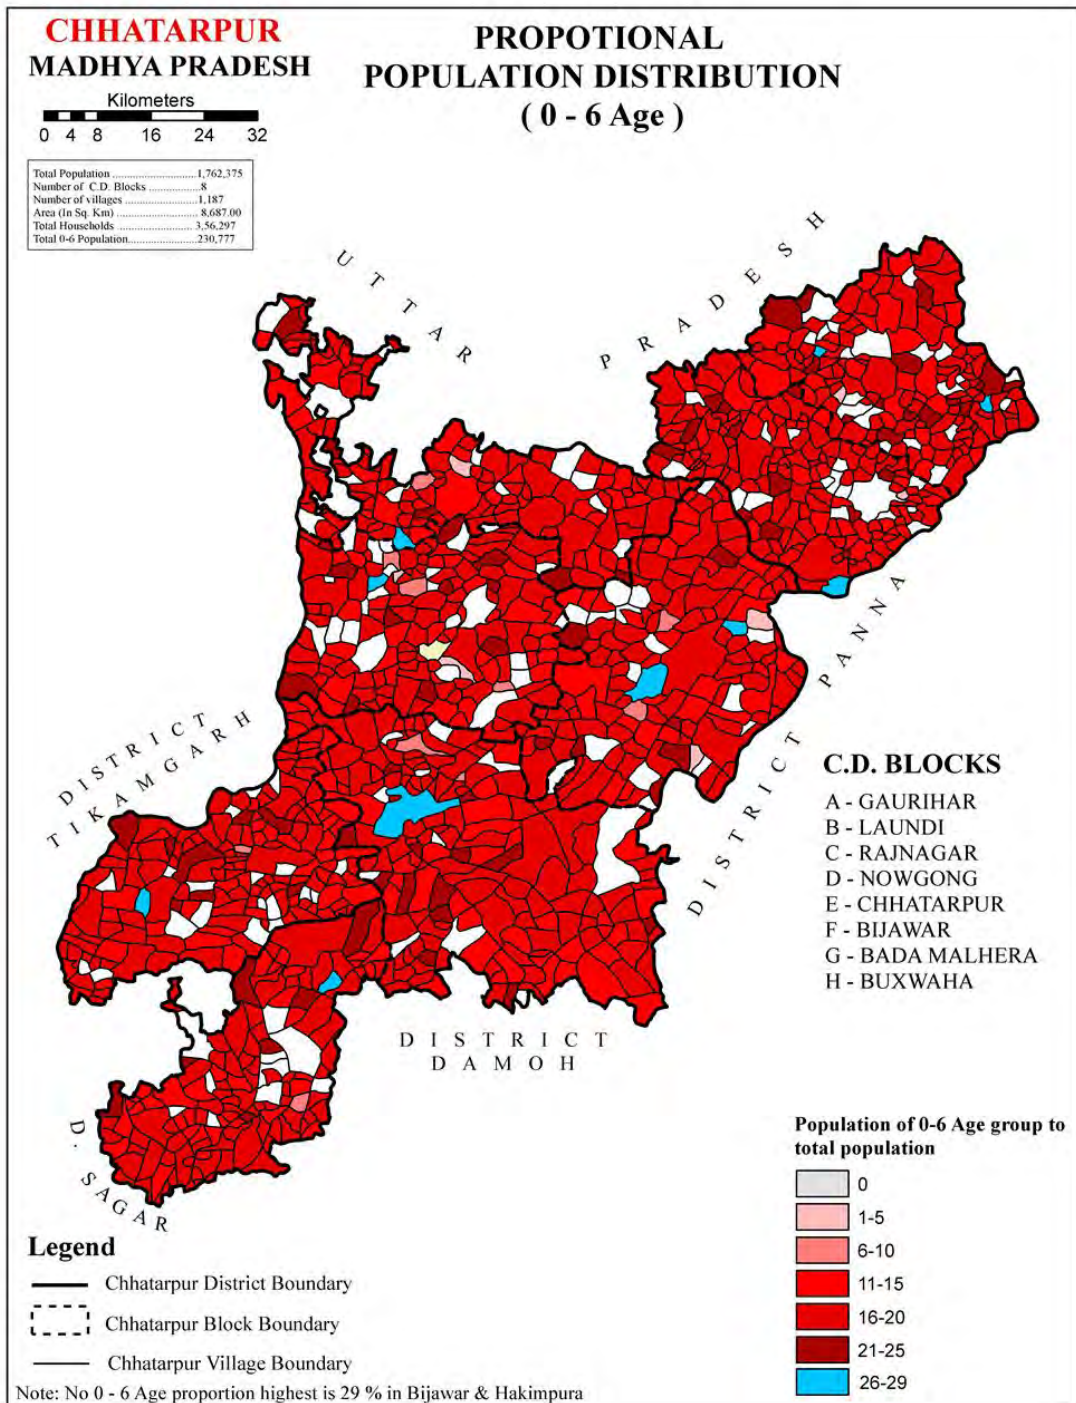 CHHATARPUR
MADHYA PRADESH
PROPOTIONAL
POPULATION DISTRIBUTION
( 0 - 6 Age )
Kilometers
0 4 8 16 24 32
Total Population ............................1,762,375
Number of C.D. Blocks ..................8
Number of villages .........................1,187
Area (In Sq. Km) ........................... 8,687.00
Total Households .......................... 3,56,297
Total 0-6 Population.......................230,777
UTTAR PRADESH
DISTRICT PANNA
DISTRICT
TIKAMGARH
C.D. BLOCKS
A - GAURIHAR
B - LAUNDI
C - RAJNAGAR
D - NOWGONG
E - CHHATARPUR
F - BIJAWAR
G - BADA MALHERA
H - BUXWAHA
DISTRICT
DAMOH
D. SAGAR
Population of 0-6 Age group to
total population
0
1-5
6-10
11-15
16-20
21-25
26-29
Legend
Chhatarpur District Boundary
Chhatarpur Block Boundary
Chhatarpur Village Boundary
Note: No 0 - 6 Age proportion highest is 29 % in Bijawar & Hakimpura